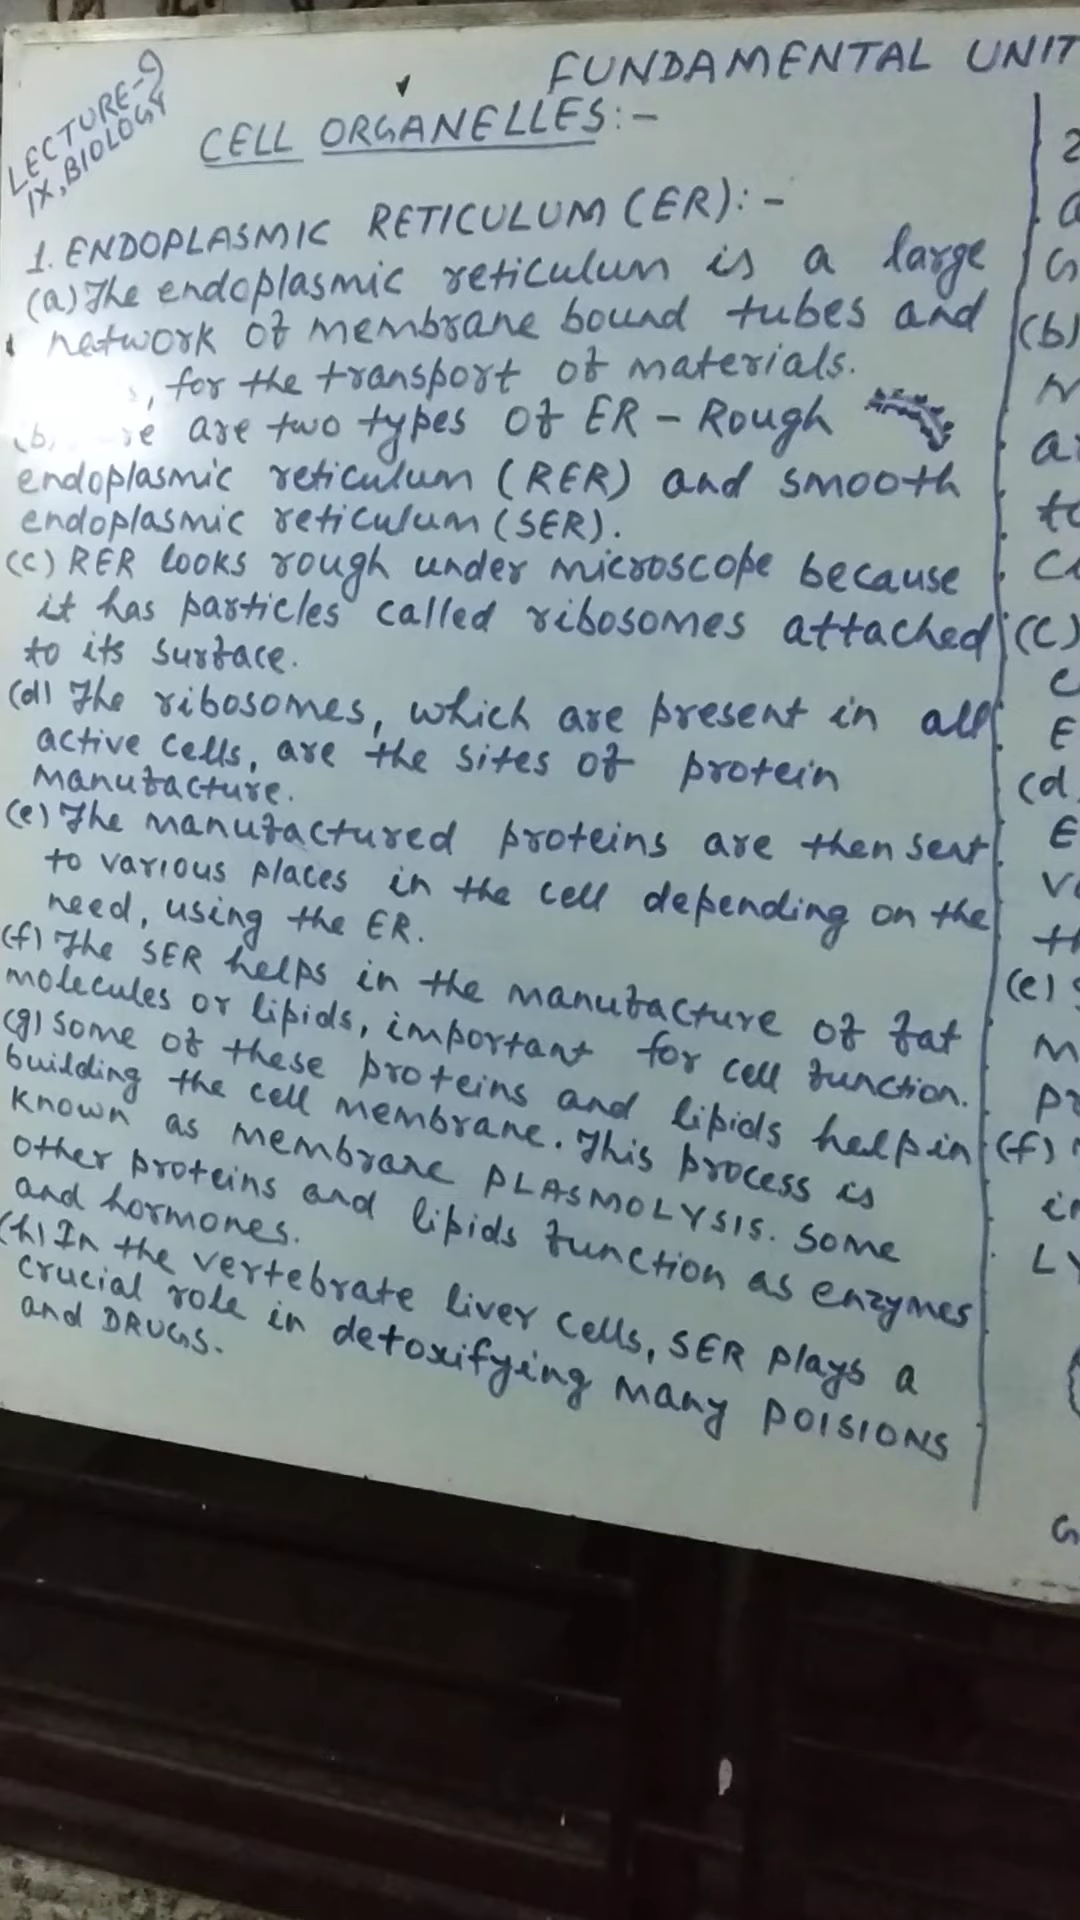 LECTURE-9
IX, BIOLOGY
FUNDAMENTAL UNIT
CELL ORGANELLES:-
1. ENDOPLASMIC RETICULUM (ER):-
(a) The endoplasmic reticulum is a large
network of membrane bound tubes and
, for the transport of materials.
(b) are two types of ER - Rough
endoplasmic reticulum (RER) and smooth
endoplasmic reticulum (SER).
(c) RER looks rough under microscope because
it has particles called ribosomes attached
to its surface.
(d) The ribosomes, which are present in all
active cells, are the sites of protein
manufacture.
(e) The manufactured proteins are then sent
to various places in the cell depending on the
need, using the ER.
(f) The SER helps in the manufacture of fat
molecules or lipids, important for cell function.
(g) Some of these proteins and lipids help in
building the cell membrane. This process is
known as membrane PLASMOLYSIS. Some
other proteins and lipids function as enzymes
and hormones.
(h) In the vertebrate liver cells, SER plays a
crucial role in detoxifying many POISIONS
and DRUGS.
(b)
(c)
(d
(e)
(f)